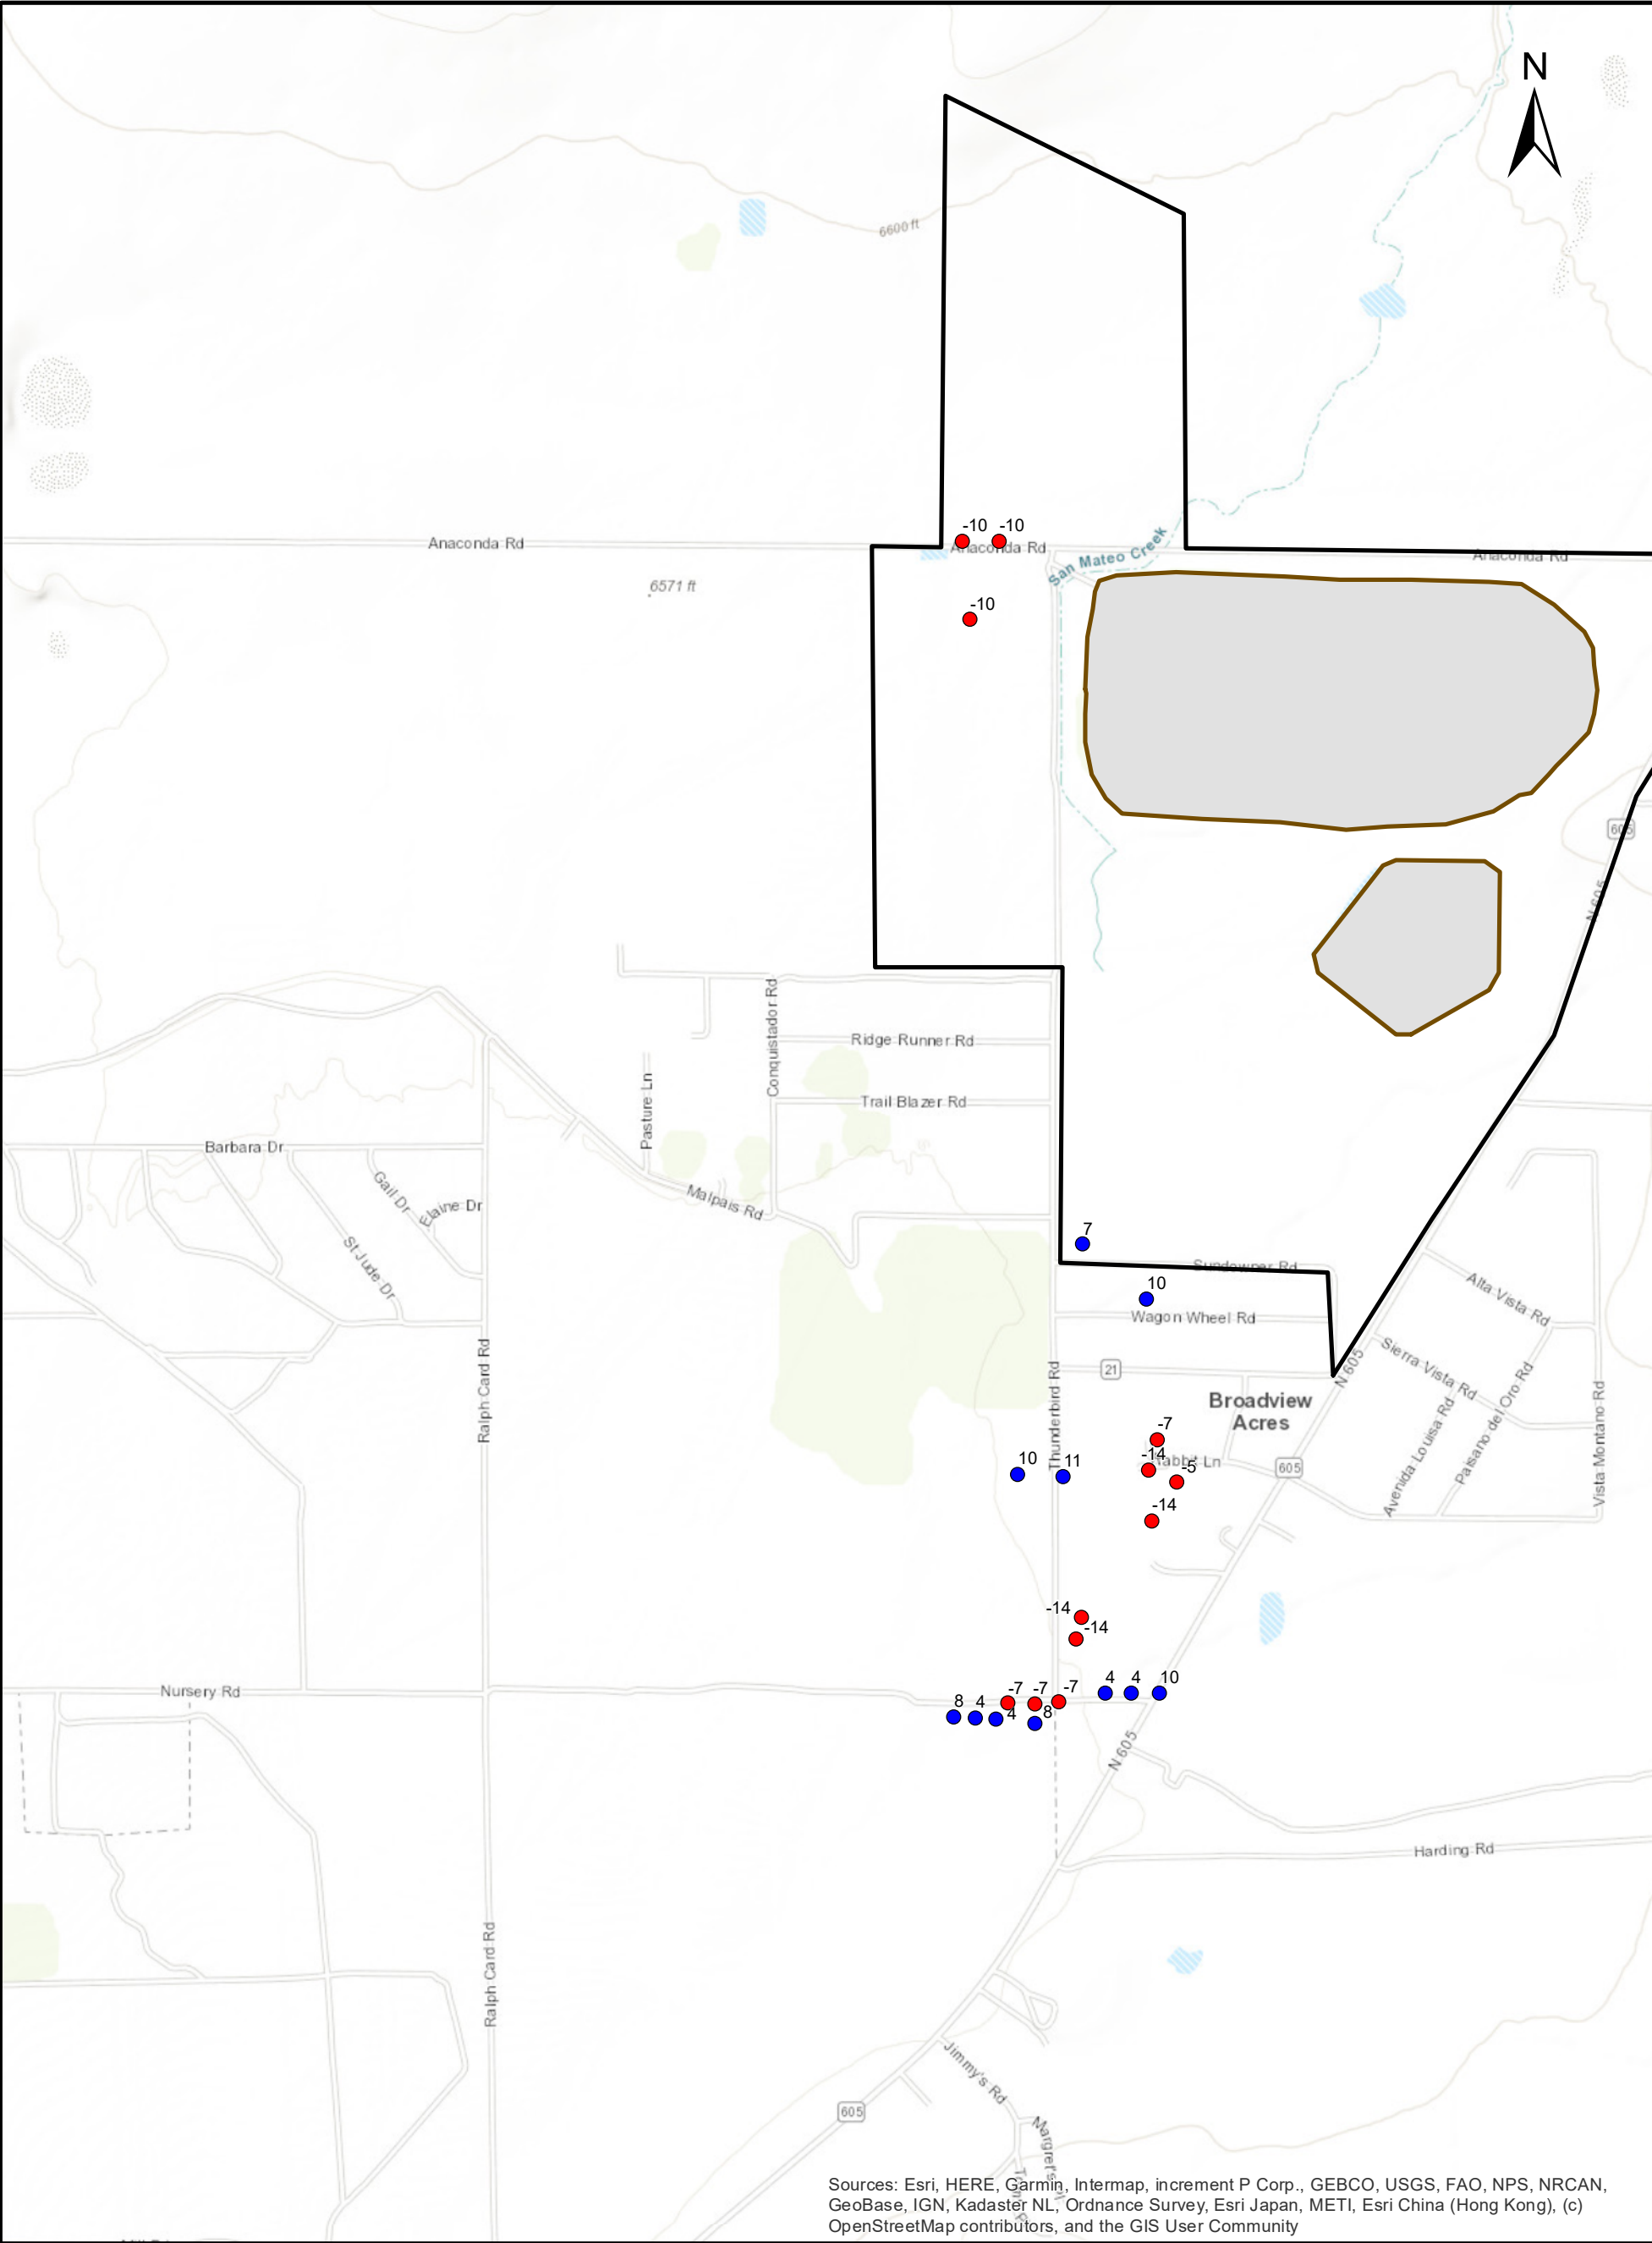 N
6600 ft
-10 -10
Anaconda Rd
Anaconda Rd
Anaconda Rd
San Mateo Creek
6571 ft
-10
605
N 605
Conquistador Rd
Ridge Runner Rd
Pasture Ln
Trail Blazer Rd
Barbara Dr
Gail Dr
Elaine Dr
Malpais Rd
St Jude Dr
7
Sundowner Rd
10
Wagon Wheel Rd
Alta Vista Rd
Sierra Vista Rd
N 605
21
Ralph Card Rd
Thunderbird Rd
Broadview
Acres
Paisano del Oro Rd
Avenida Louisa Rd
Vista Montano Rd
-7
10
11
-14
Rabbit Ln
-5
605
-14
-14
-14
Nursery Rd
8 4 -7 -7 -7 4 4 10
4 8
N 605
Harding Rd
Ralph Card Rd
Jimmy's Rd
605
Margret's Pl
Sources: Esri, HERE, Garmin, Intermap, increment P Corp., GEBCO, USGS, FAO, NPS, NRCAN,
GeoBase, IGN, Kadaster NL, Ordnance Survey, Esri Japan, METI, Esri China (Hong Kong), (c)
OpenStreetMap contributors, and the GIS User Community